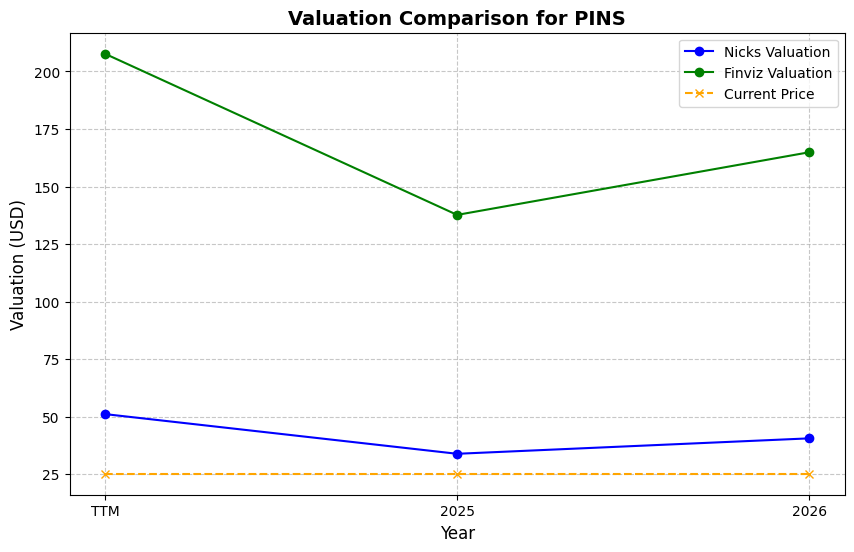 Valuation Comparison for PINS
Nicks Valuation
Finviz Valuation
Current Price
Valuation (USD)
200
175
150
125
100
75
50
25
TTM
2025
2026
Year